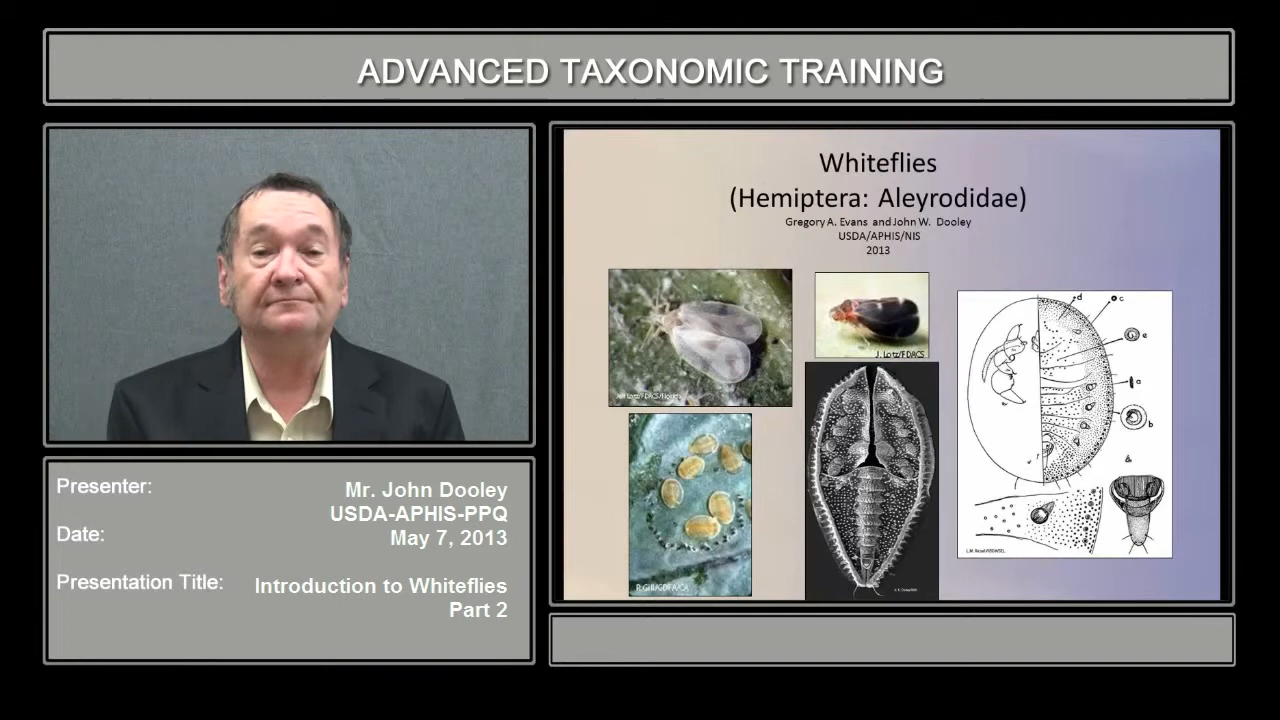 ADVANCED TAXONOMIC TRAINING
Presenter:
Mr. John Dooley
USDA-APHIS-PPQ
Date:
May 7, 2013
Presentation Title:
Introduction to Whiteflies
Part 2
Whiteflies
(Hemiptera: Aleyrodidae)
Gregory A. Evans and John W. Dooley
USDA/APHIS/NIS
2013
J. Lotz/FDACS
d
c
e
a
b